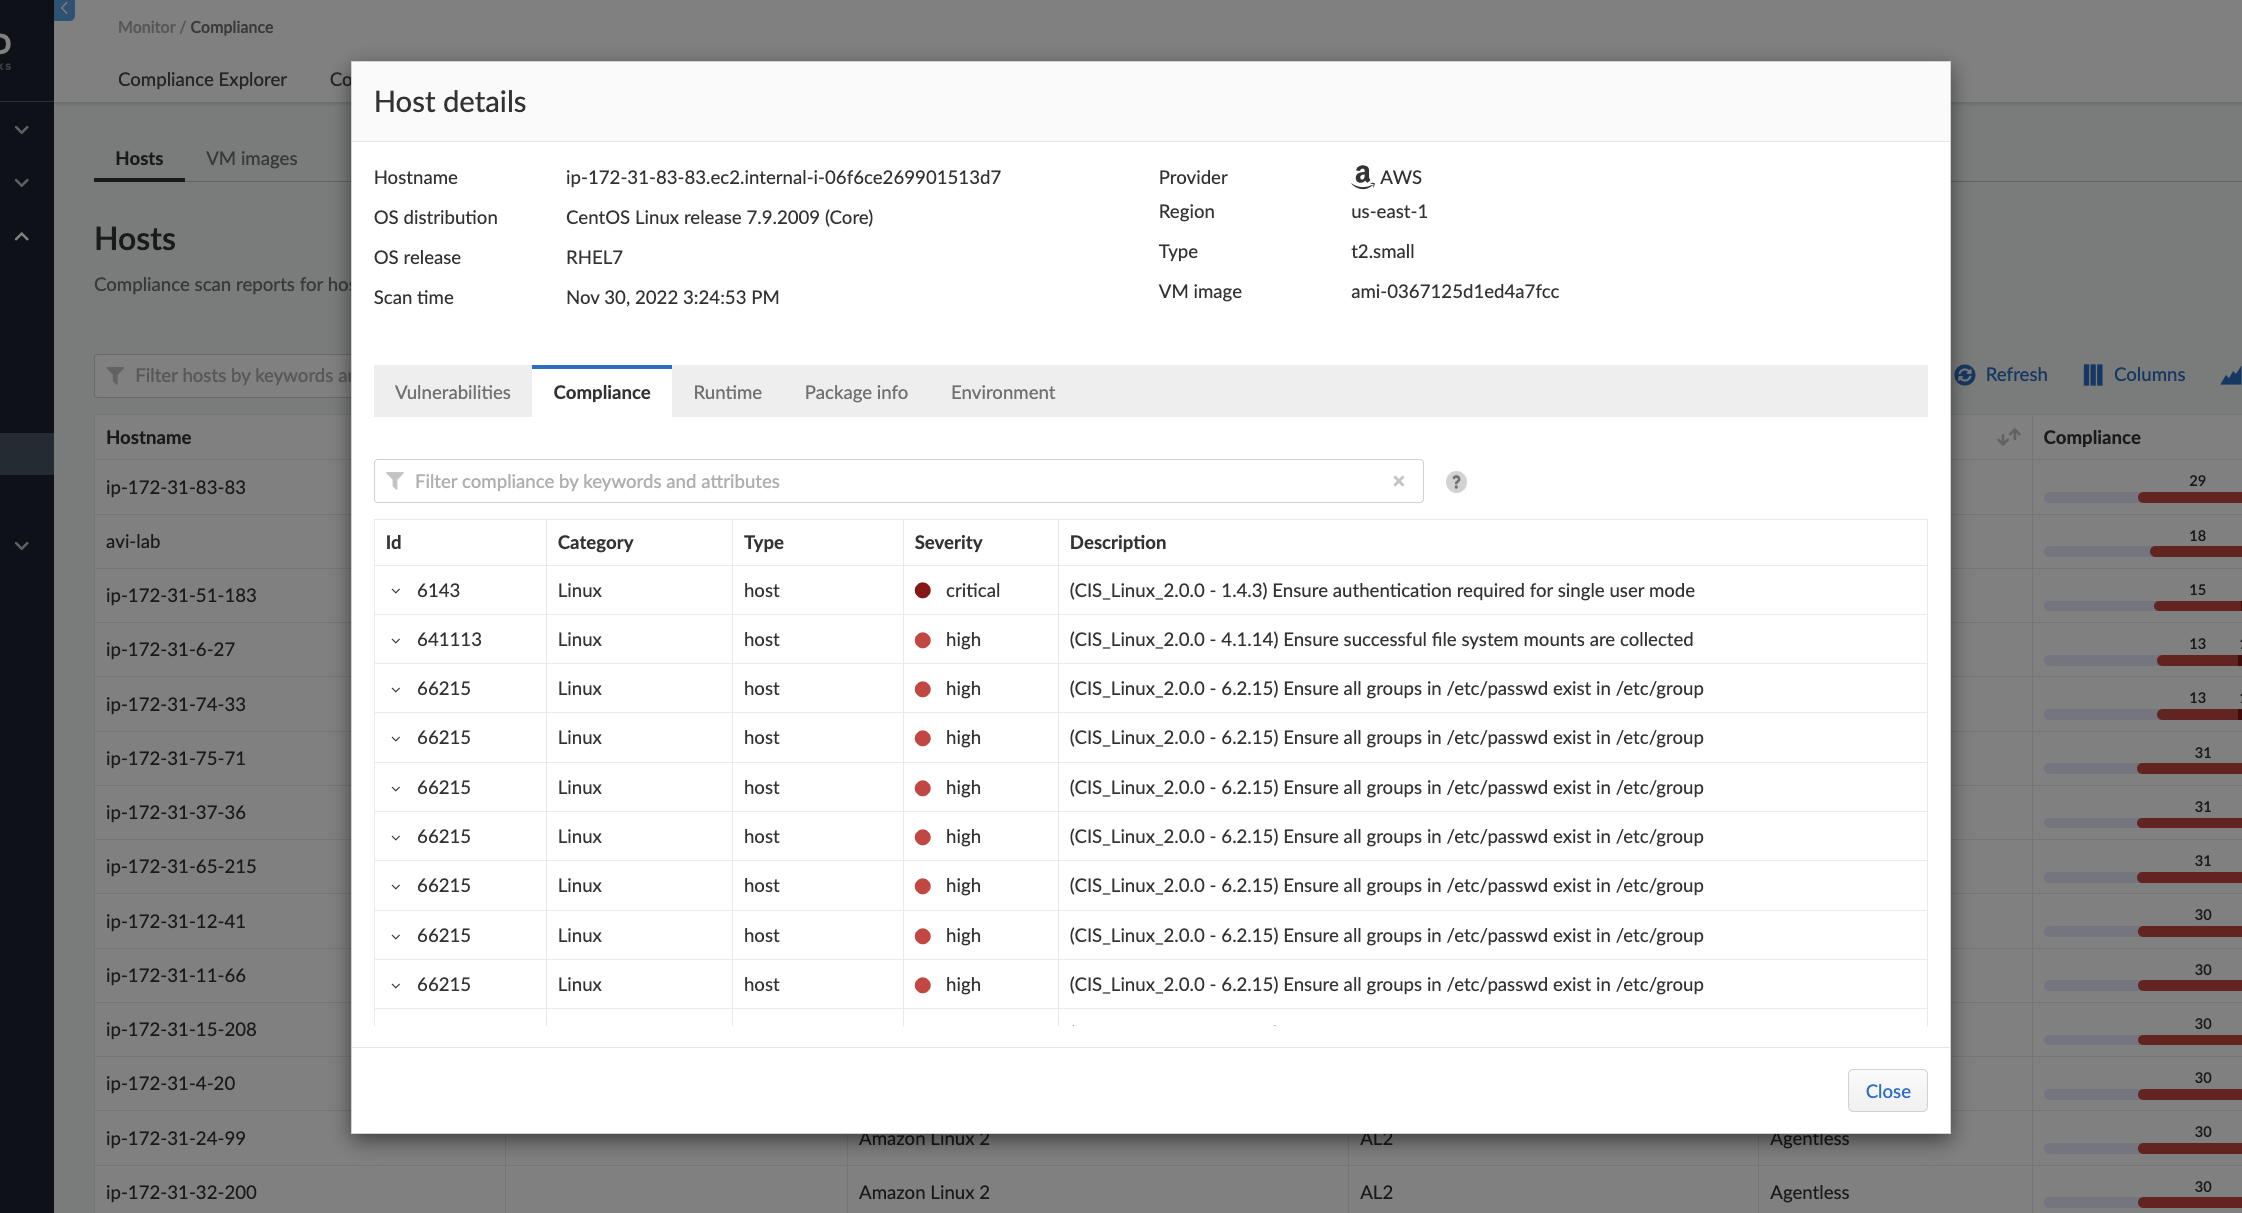 Monitor / Compliance
Compliance Explorer
Hosts VM images
Hosts
Compliance scan reports for
Filter hosts by keywords
Refresh Columns
Hostname Compliance
ip-172-31-83-83 29
avi-lab 18
ip-172-31-51-183 15
ip-172-31-6-27 13
ip-172-31-74-33 13
ip-172-31-75-71 31
ip-172-31-37-36 31
ip-172-31-65-215 31
ip-172-31-12-41 30
ip-172-31-11-66 30
ip-172-31-15-208 30
ip-172-31-4-20 30
ip-172-31-24-99 Amazon Linux 2 AL2 Agentless 30
ip-172-31-32-200 Amazon Linux 2 AL2 Agentless 30
Host details
Hostname ip-172-31-83-83.ec2.internal-i-06f6ce269901513d7
OS distribution CentOS Linux release 7.9.2009 (Core)
OS release RHEL7
Scan time Nov 30, 2022 3:24:53 PM
Provider a AWS
Region us-east-1
Type t2.small
VM image ami-0367125d1ed4a7fcc
Vulnerabilities Compliance Runtime Package info Environment
Filter compliance by keywords and attributes × ?
Id Category Type Severity Description
6143 Linux host critical (CIS_Linux_2.0.0 - 1.4.3) Ensure authentication required for single user mode
641113 Linux host high (CIS_Linux_2.0.0 - 4.1.14) Ensure successful file system mounts are collected
66215 Linux host high (CIS_Linux_2.0.0 - 6.2.15) Ensure all groups in /etc/passwd exist in /etc/group
66215 Linux host high (CIS_Linux_2.0.0 - 6.2.15) Ensure all groups in /etc/passwd exist in /etc/group
66215 Linux host high (CIS_Linux_2.0.0 - 6.2.15) Ensure all groups in /etc/passwd exist in /etc/group
66215 Linux host high (CIS_Linux_2.0.0 - 6.2.15) Ensure all groups in /etc/passwd exist in /etc/group
66215 Linux host high (CIS_Linux_2.0.0 - 6.2.15) Ensure all groups in /etc/passwd exist in /etc/group
66215 Linux host high (CIS_Linux_2.0.0 - 6.2.15) Ensure all groups in /etc/passwd exist in /etc/group
66215 Linux host high (CIS_Linux_2.0.0 - 6.2.15) Ensure all groups in /etc/passwd exist in /etc/group
Close